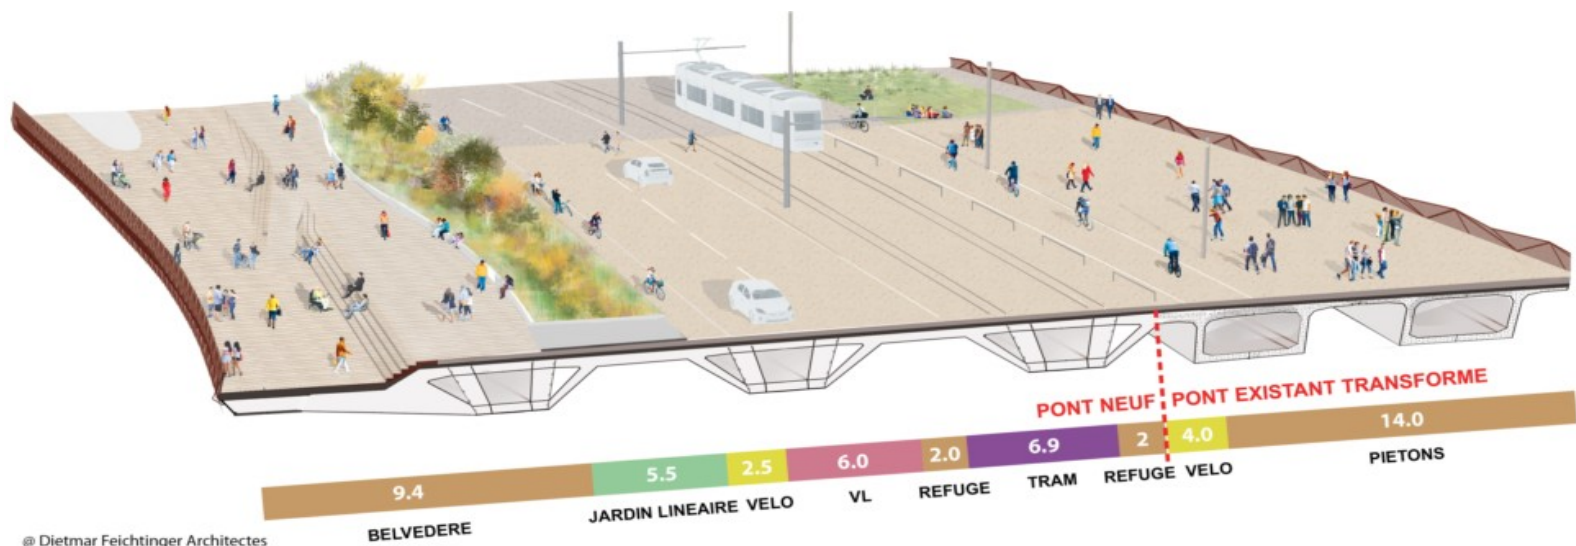 PONT NEUF PONT EXISTANT TRANSFORME
9.4 5.5 2.5 6.0 2.0 6.9 2 4.0 14.0
BELVEDERE JARDIN LINEAIRE VELO VL REFUGE TRAM REFUGE VELO PIETONS
@ Dietmar Feichtinger Architectes